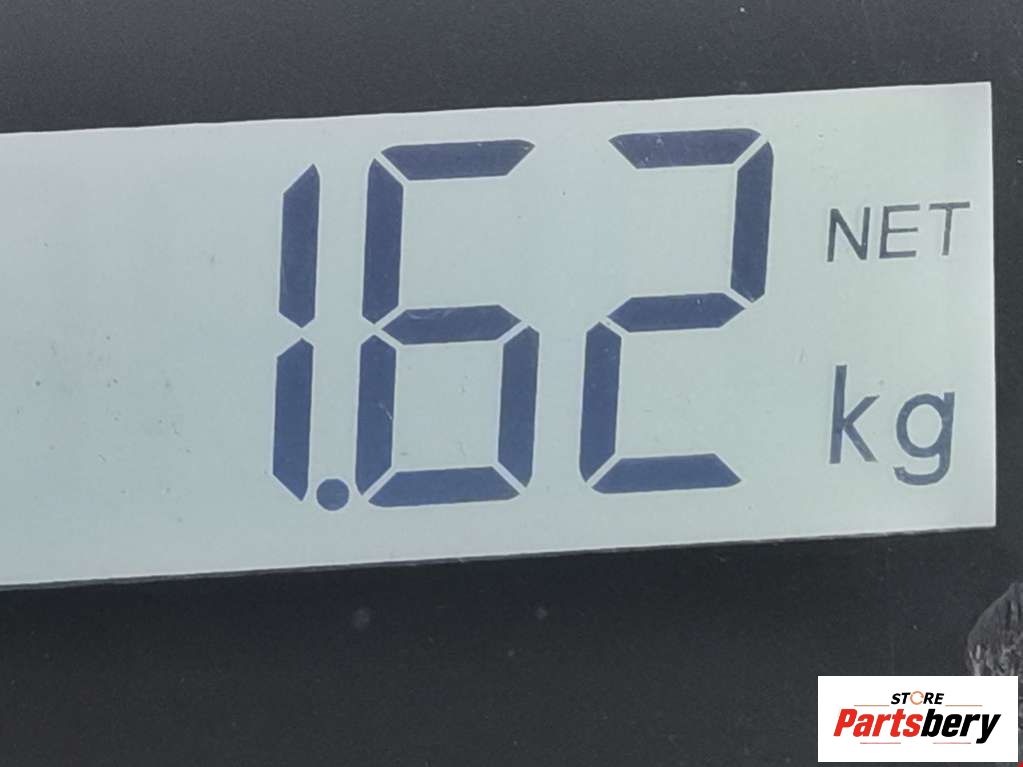 1.62 NET
kg
STORE
Partsbery